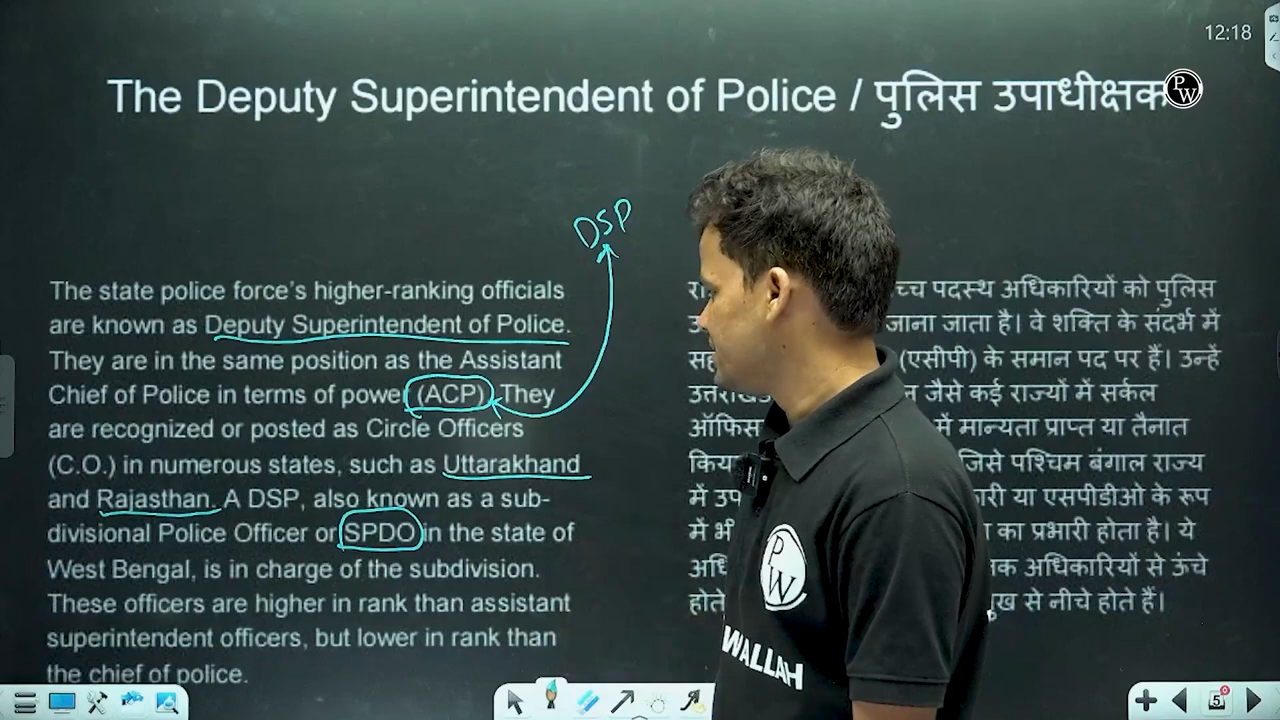 12:18
The Deputy Superintendent of Police / पुलिस उपाधीक्षक
PW
DSP
The state police force's higher-ranking officials
are known as Deputy Superintendent of Police.
They are in the same position as the Assistant
Chief of Police in terms of power (ACP). They
are recognized or posted as Circle Officers
(C.O.) in numerous states, such as Uttarakhand
and Rajasthan. A DSP, also known as a sub-
divisional Police Officer or SPDO in the state of
West Bengal, is in charge of the subdivision.
These officers are higher in rank than assistant
superintendent officers, but lower in rank than
the chief of police.
पदस्थ अधिकारियों को पुलिस
जाना जाता है। वे शक्ति के संदर्भ में
(एसीपी) के समान पद पर हैं। उन्हें
जैसे कई राज्यों में सर्कल
में मान्यता प्राप्त या तैनात
जिसे पश्चिम बंगाल राज्य
में या एसपीडीओ के रूप
में का प्रभारी होता है। ये
अधिकारियों से ऊंचे
होते से नीचे होते हैं।
PW
WALLAH
5
0